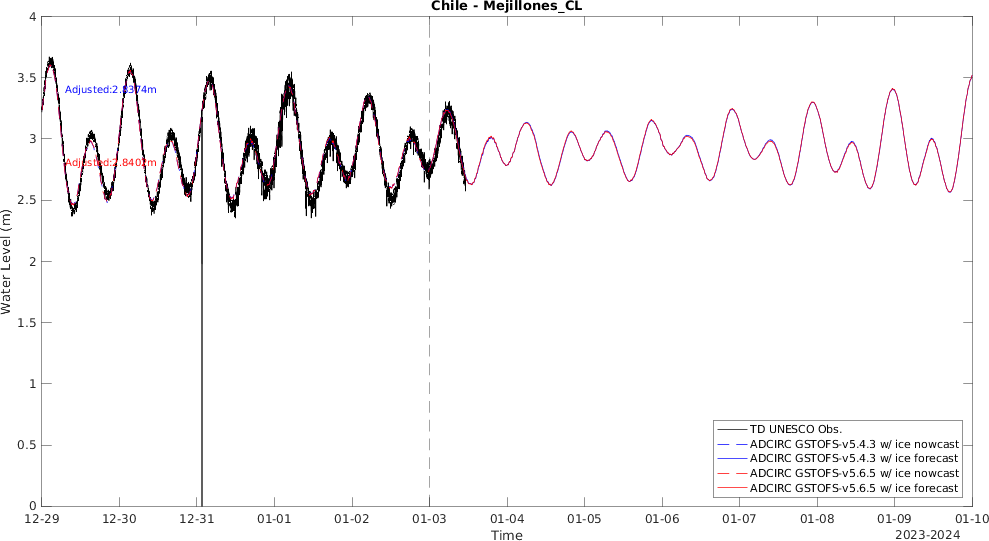 Chile - Mejillones_CL
4
3.5
3
2.5
2
1.5
1
0.5
0
Water Level (m)
Adjusted:2.8374m
Adjusted:2.8402m
TD UNESCO Obs.
ADCIRC GSTOFS-v5.4.3 w/ ice nowcast
ADCIRC GSTOFS-v5.4.3 w/ ice forecast
ADCIRC GSTOFS-v5.6.5 w/ ice nowcast
ADCIRC GSTOFS-v5.6.5 w/ ice forecast
12-29 12-30 12-31 01-01 01-02 01-03 01-04 01-05 01-06 01-07 01-08 01-09 01-10
Time
2023-2024